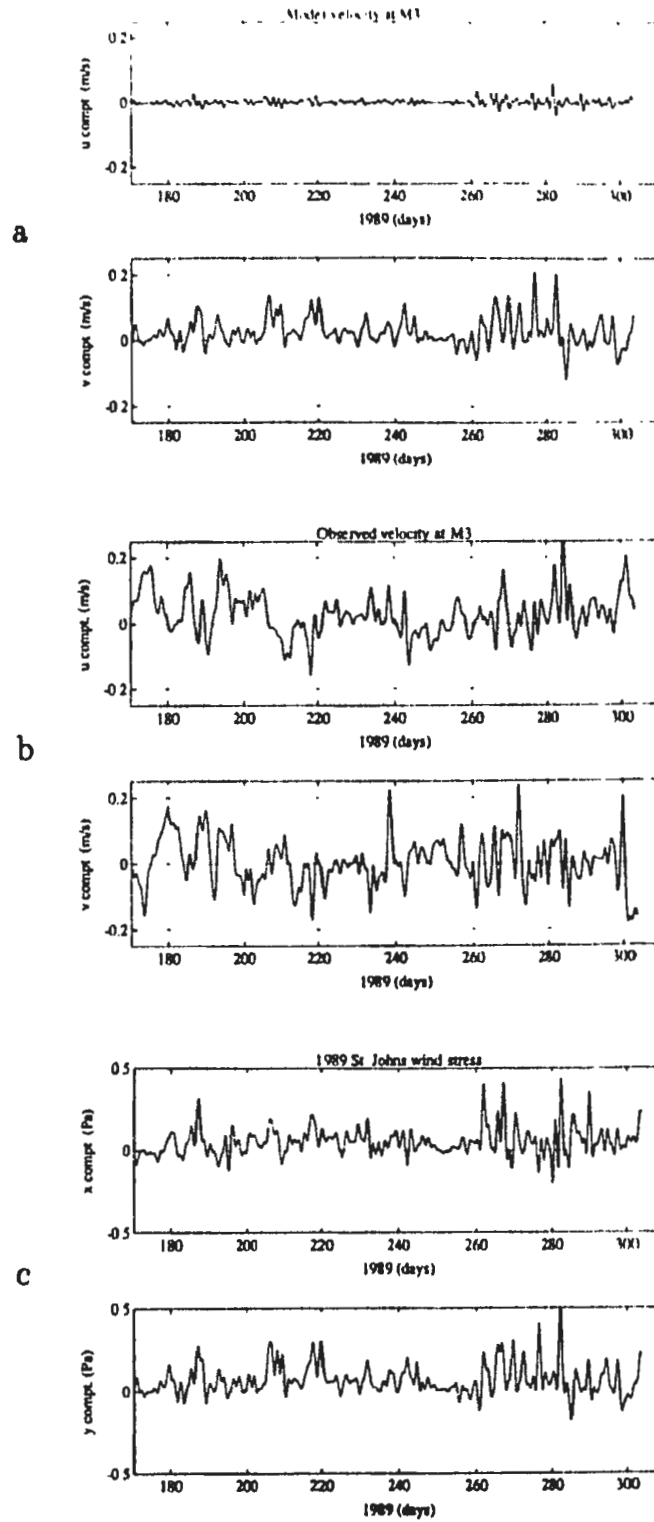 Model velocity at M3
0.2
0
-0.2
u compt (m/s)
180 200 220 240 260 280 300
1989 (days)
a
0.2
0
-0.2
v compt (m/s)
180 200 220 240 260 280 300
1989 (days)
Observed velocity at M3
0.2
0
-0.2
u compt. (m/s)
180 200 220 240 260 280 300
1989 (days)
b
0.2
0
-0.2
v compt (m/s)
180 200 220 240 260 280 300
1989 (days)
1989 St Johns wind stress
0 5
0
-0.5
x compt (Pa)
180 200 220 240 260 280 300
1989 (days)
c
0 5
0
-0 5
y compt. (Pa)
180 200 220 240 260 280 300
1989 (days)